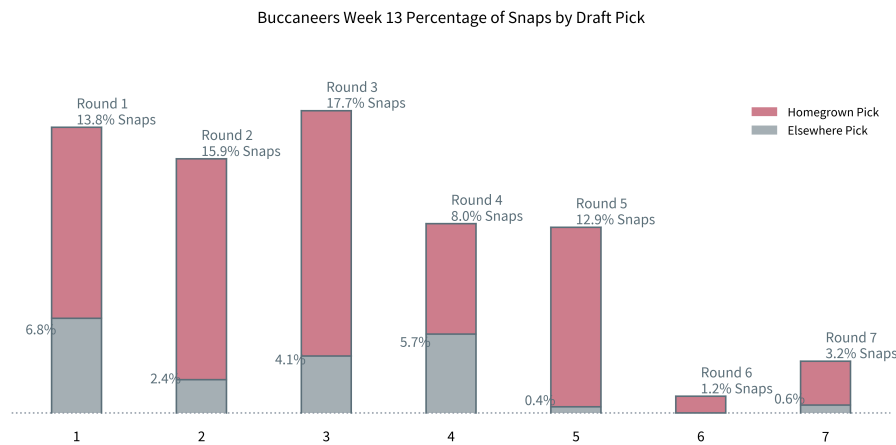 Buccaneers Week 13 Percentage of Snaps by Draft Pick
Round 3
17.7% Snaps
Round 1
13.8% Snaps
Homegrown Pick
Elsewhere Pick
Round 2
15.9% Snaps
Round 4
8.0% Snaps
Round 5
12.9% Snaps
6.8%
5.7%
Round 7
3.2% Snaps
4.1%
Round 6
1.2% Snaps
2.4%
0.4%
0.6%
1
2
3
4
5
6
7